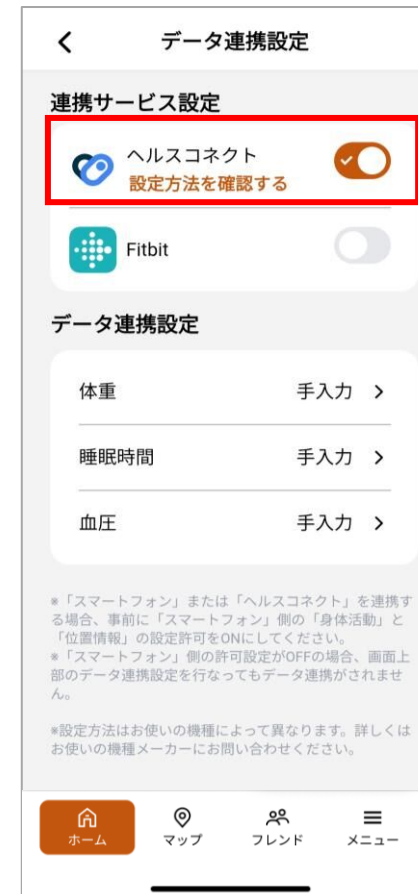 データ連携設定
連携サービス設定
ヘルスコネクト
設定方法を確認する
Fitbit
データ連携設定
体重 手入力
睡眠時間 手入力
血圧 手入力
※「スマートフォン」または「ヘルスコネクト」を連携す
る場合、事前に「スマートフォン」側の「身体活動」と
「位置情報」の設定許可をONにしてください。
※「スマートフォン」側の許可設定がOFFの場合、画面上
部のデータ連携設定を行なってもデータ連携がされませ
ん。
※設定方法はお使いの機種によって異なります。詳しくは
お使いの機種メーカーにお問い合わせください。
ホーム マップ フレンド メニュー